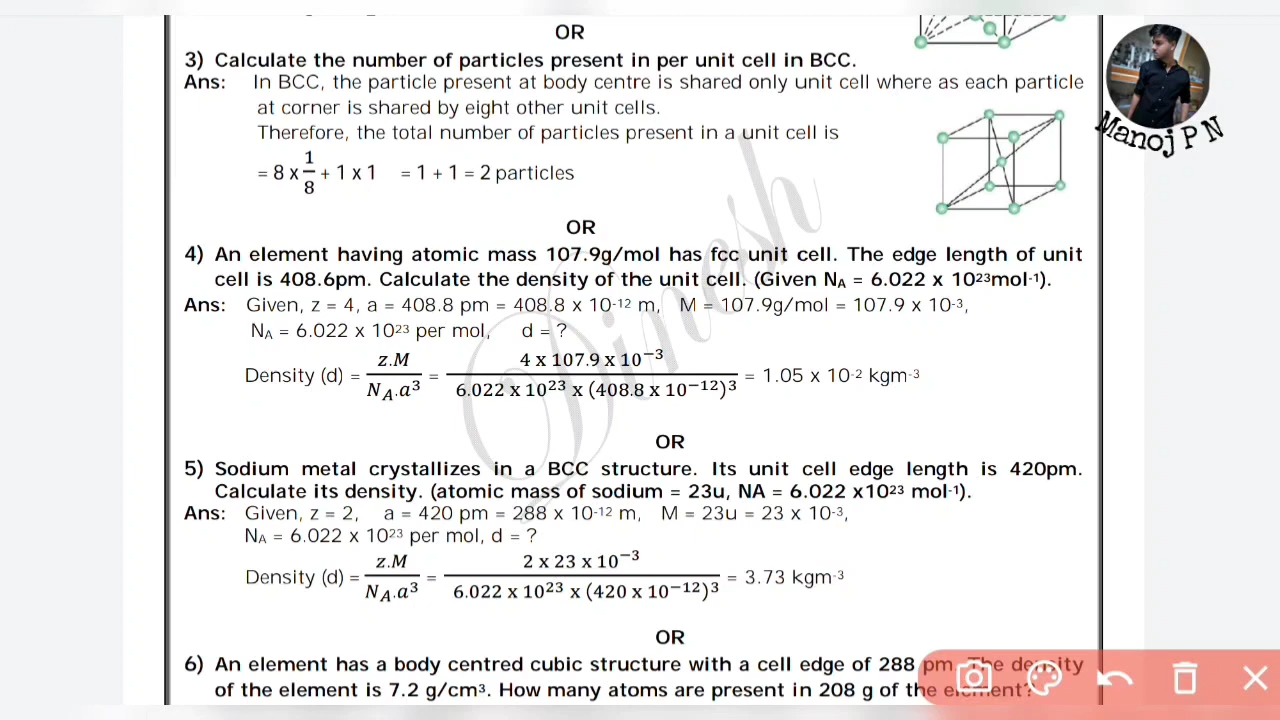 OR
3) Calculate the number of particles present in per unit cell in BCC.
Ans: In BCC, the particle present at body centre is shared only unit cell where as each particle
at corner is shared by eight other unit cells.
Therefore, the total number of particles present in a unit cell is
= 8 x 1/8 + 1 x 1 = 1 + 1 = 2 particles
Manoj P N
OR
4) An element having atomic mass 107.9g/mol has fcc unit cell. The edge length of unit
cell is 408.6pm. Calculate the density of the unit cell. (Given NA = 6.022 x 10²³mol⁻¹).
Ans: Given, z = 4, a = 408.8 pm = 408.8 x 10⁻¹² m, M = 107.9g/mol = 107.9 x 10⁻³,
NA = 6.022 x 10²³ per mol, d = ?
Density (d) = z.M / NA.a³ = 4 x 107.9 x 10⁻³ / 6.022 x 10²³ x (408.8 x 10⁻¹²)³ = 1.05 x 10⁻² kgm⁻³
OR
5) Sodium metal crystallizes in a BCC structure. Its unit cell edge length is 420pm.
Calculate its density. (atomic mass of sodium = 23u, NA = 6.022 x10²³ mol⁻¹).
Ans: Given, z = 2, a = 420 pm = 288 x 10⁻¹² m, M = 23u = 23 x 10⁻³,
NA = 6.022 x 10²³ per mol, d = ?
Density (d) = z.M / NA.a³ = 2 x 23 x 10⁻³ / 6.022 x 10²³ x (420 x 10⁻¹²)³ = 3.73 kgm⁻³
OR
6) An element has a body centred cubic structure with a cell edge of 288 pm. The density
of the element is 7.2 g/cm³. How many atoms are present in 208 g of the element?
Dinesh